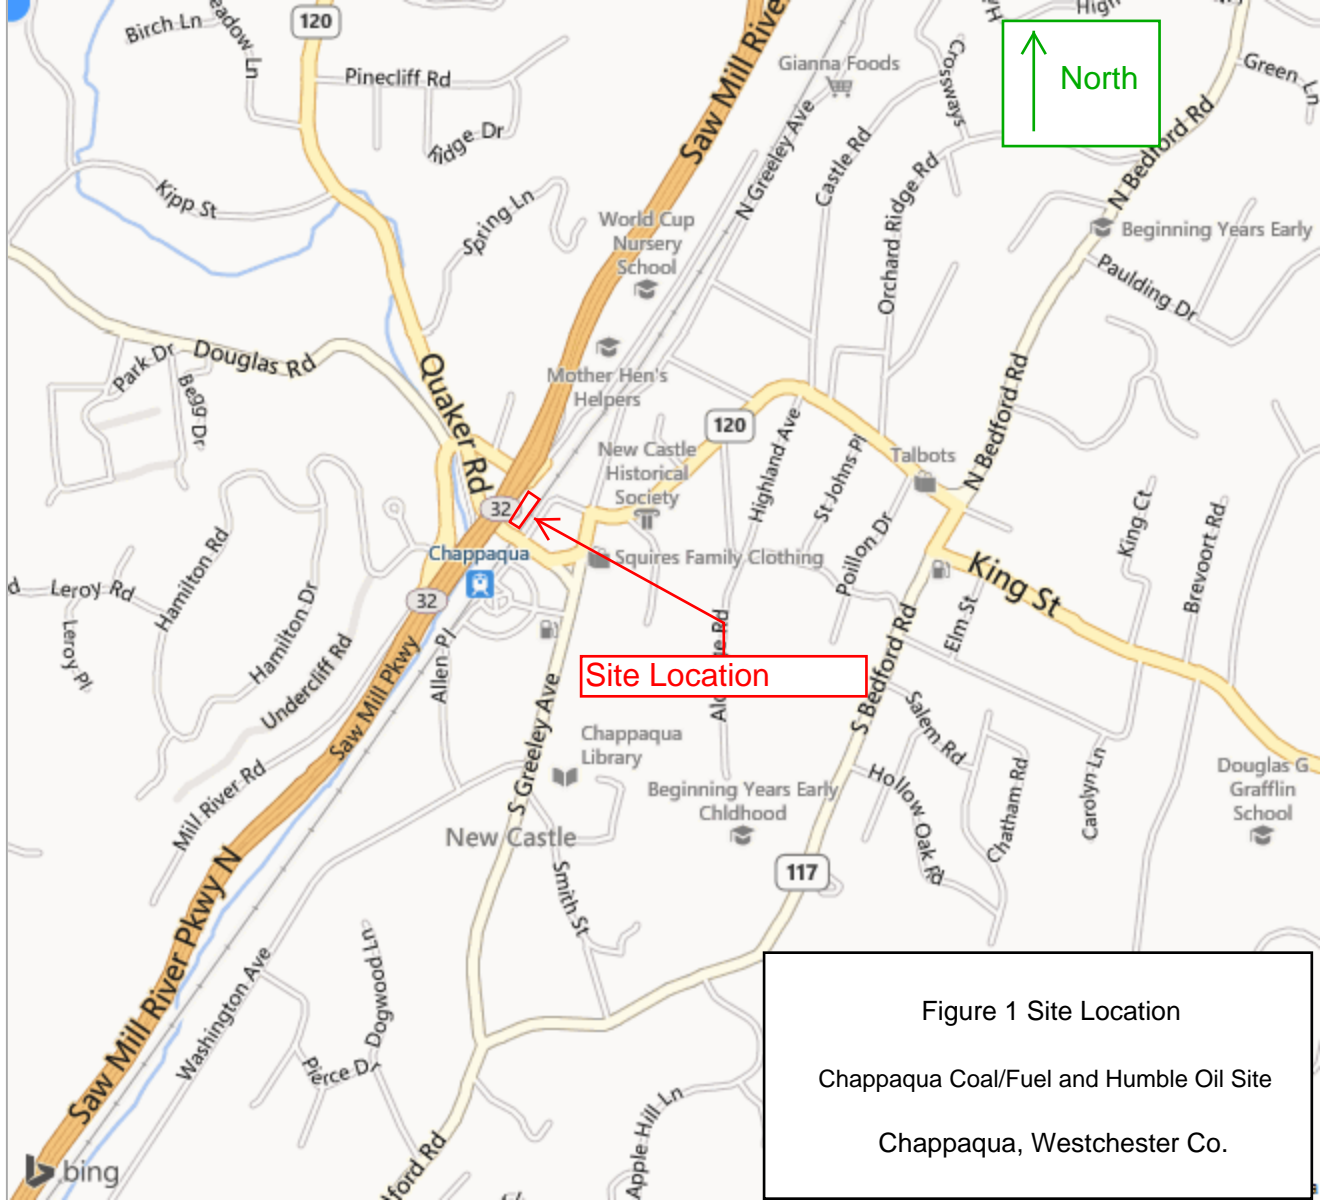 120
Birch Ln
eadow Ln
Pinecliff Rd
Ridge Dr
Kipp St
Spring Ln
Saw Mill Rive
Gianna Foods
N Greeley Ave
Castle Rd
Crossways
High
North
Green Ln
N Bedford Rd
Orchard Ridge Rd
World Cup
Nursery
School
Beginning Years Early
Paulding Dr
Park Dr
Douglas Rd
Begg Dr
Quaker Rd
Mother Hen's
Helpers
120
N Bedford Rd
Highland Ave
St Johns Pl
Talbots
New Castle
Historical
Society
32
Chappaqua
Squires Family Clothing
Poillon Dr
King Ct
Brevoort Rd
King St
Elm St
d
Leroy Rd
Leroy Pl
Hamilton Rd
Hamilton Dr
Undercliff Rd
32
Saw Mill Pkwy
Allen Pl
Site Location
S Bedford Rd
S Greeley Ave
Salem Rd
Chappaqua
Library
Mill River Rd
Beginning Years Early
Chldhood
Hollow Oak Rd
Chatham Rd
Carolyn Ln
Douglas G
Grafflin
School
New Castle
117
Smith St
Saw Mill River Pkwy N
Washington Ave
Dogwood Ln
Pierce D
Apple Hill Ln
dford Rd
bing
Figure 1 Site Location
Chappaqua Coal/Fuel and Humble Oil Site
Chappaqua, Westchester Co.